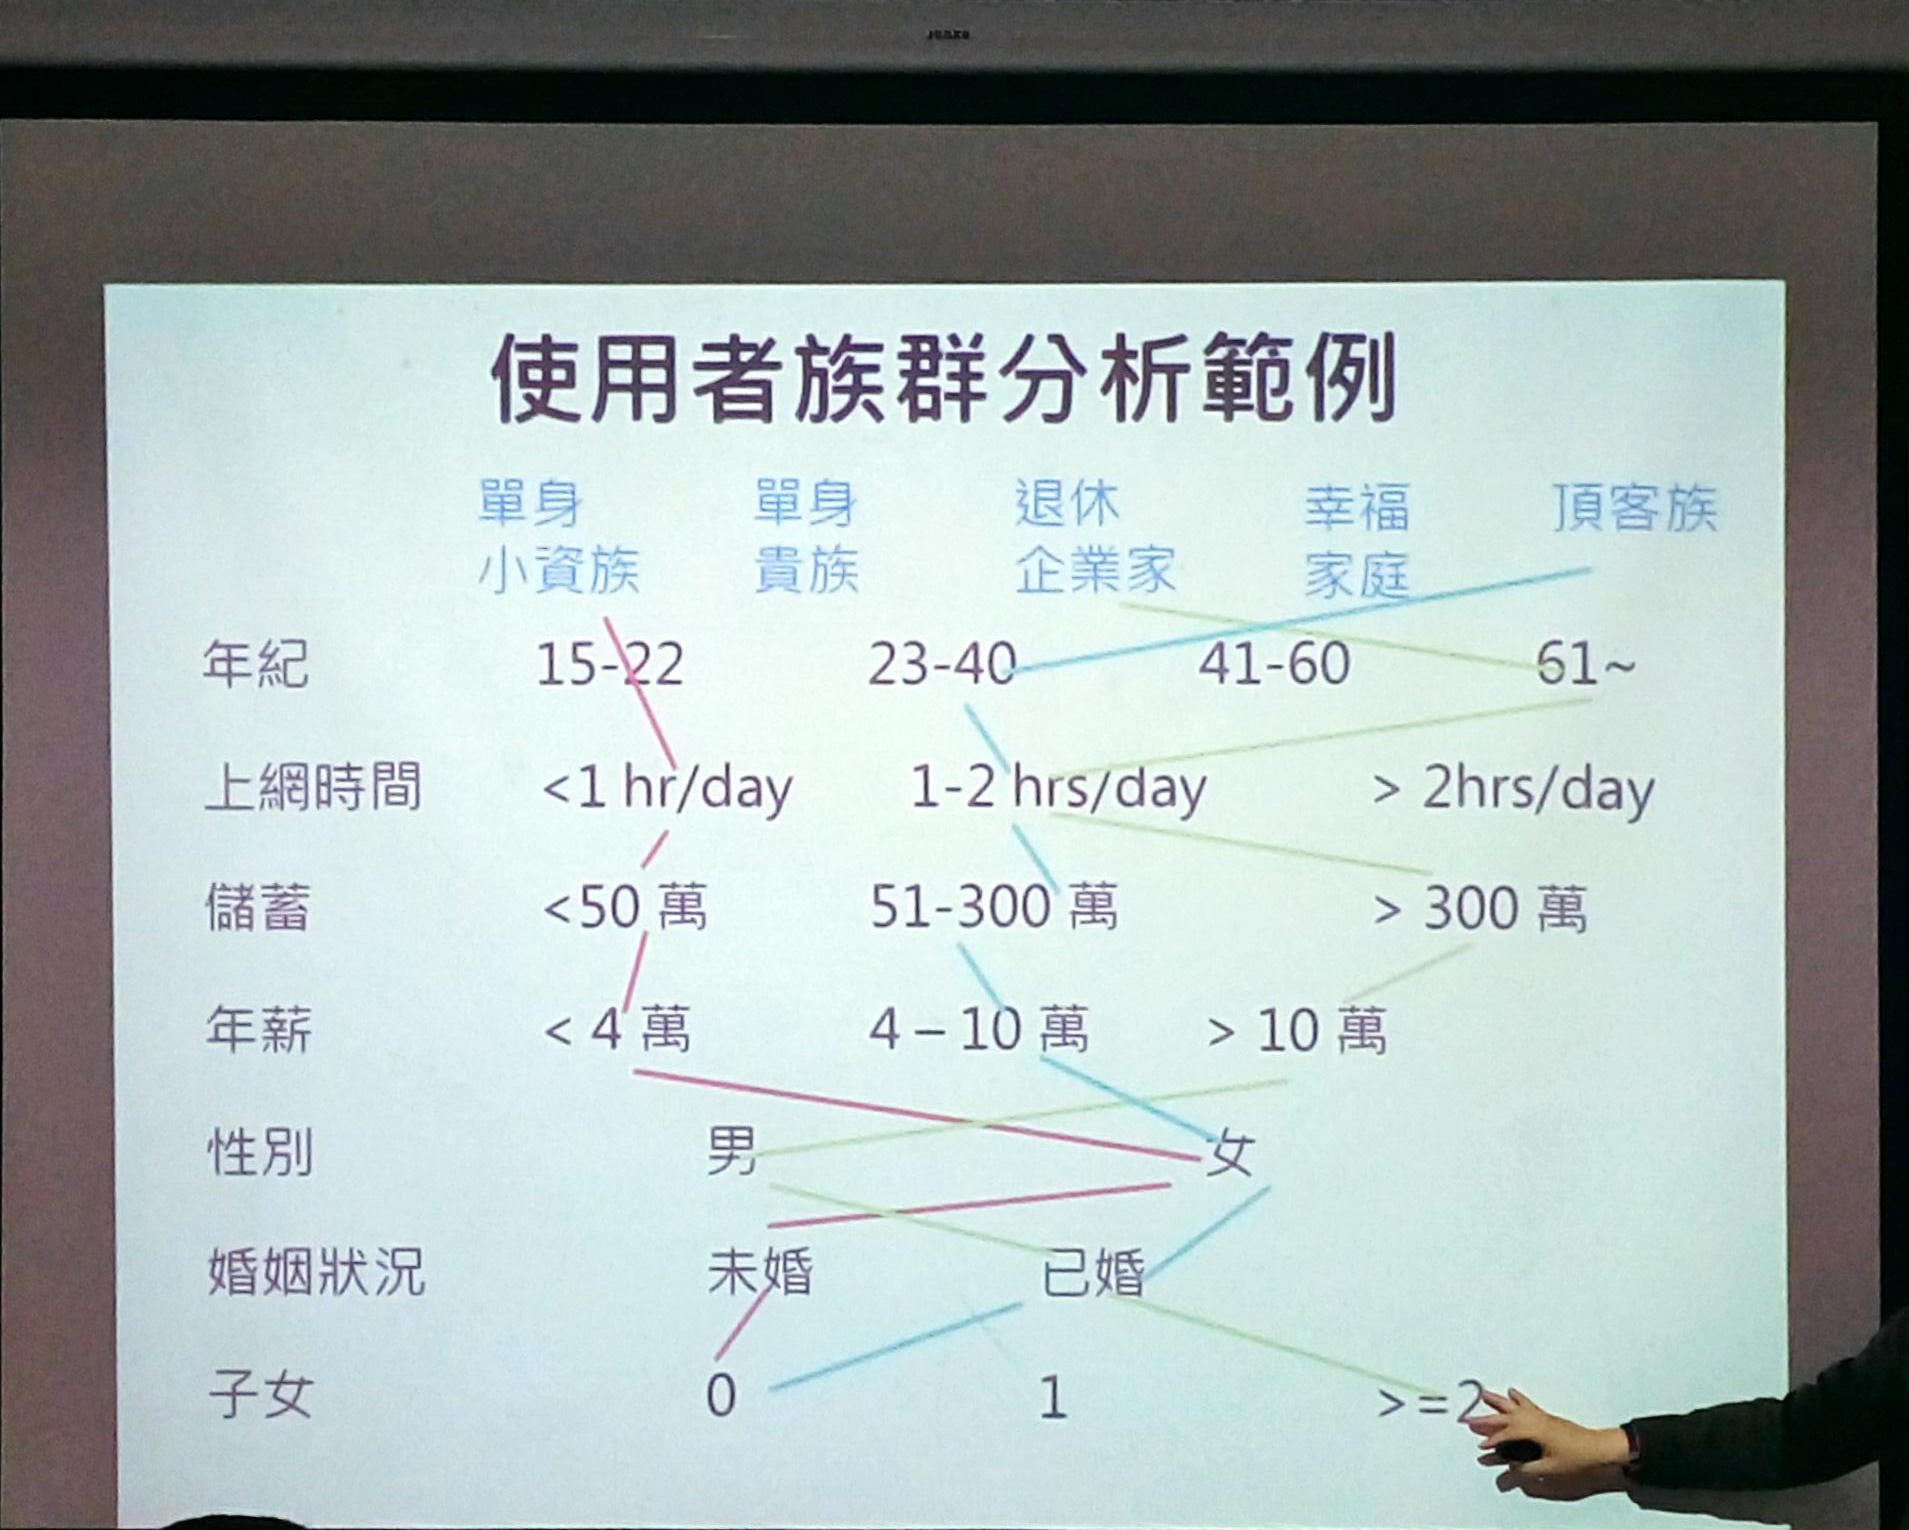 使用者族群分析範例
單身 單身 退休 幸福 頂客族
小資族 貴族 企業家 家庭
年紀 15-22 23-40 41-60 61~
上網時間 <1 hr/day 1-2 hrs/day > 2hrs/day
儲蓄 <50 萬 51-300 萬 > 300 萬
年薪 < 4 萬 4 – 10 萬 > 10 萬
性別 男 女
婚姻狀況 未婚 已婚
子女 0 1 >=2